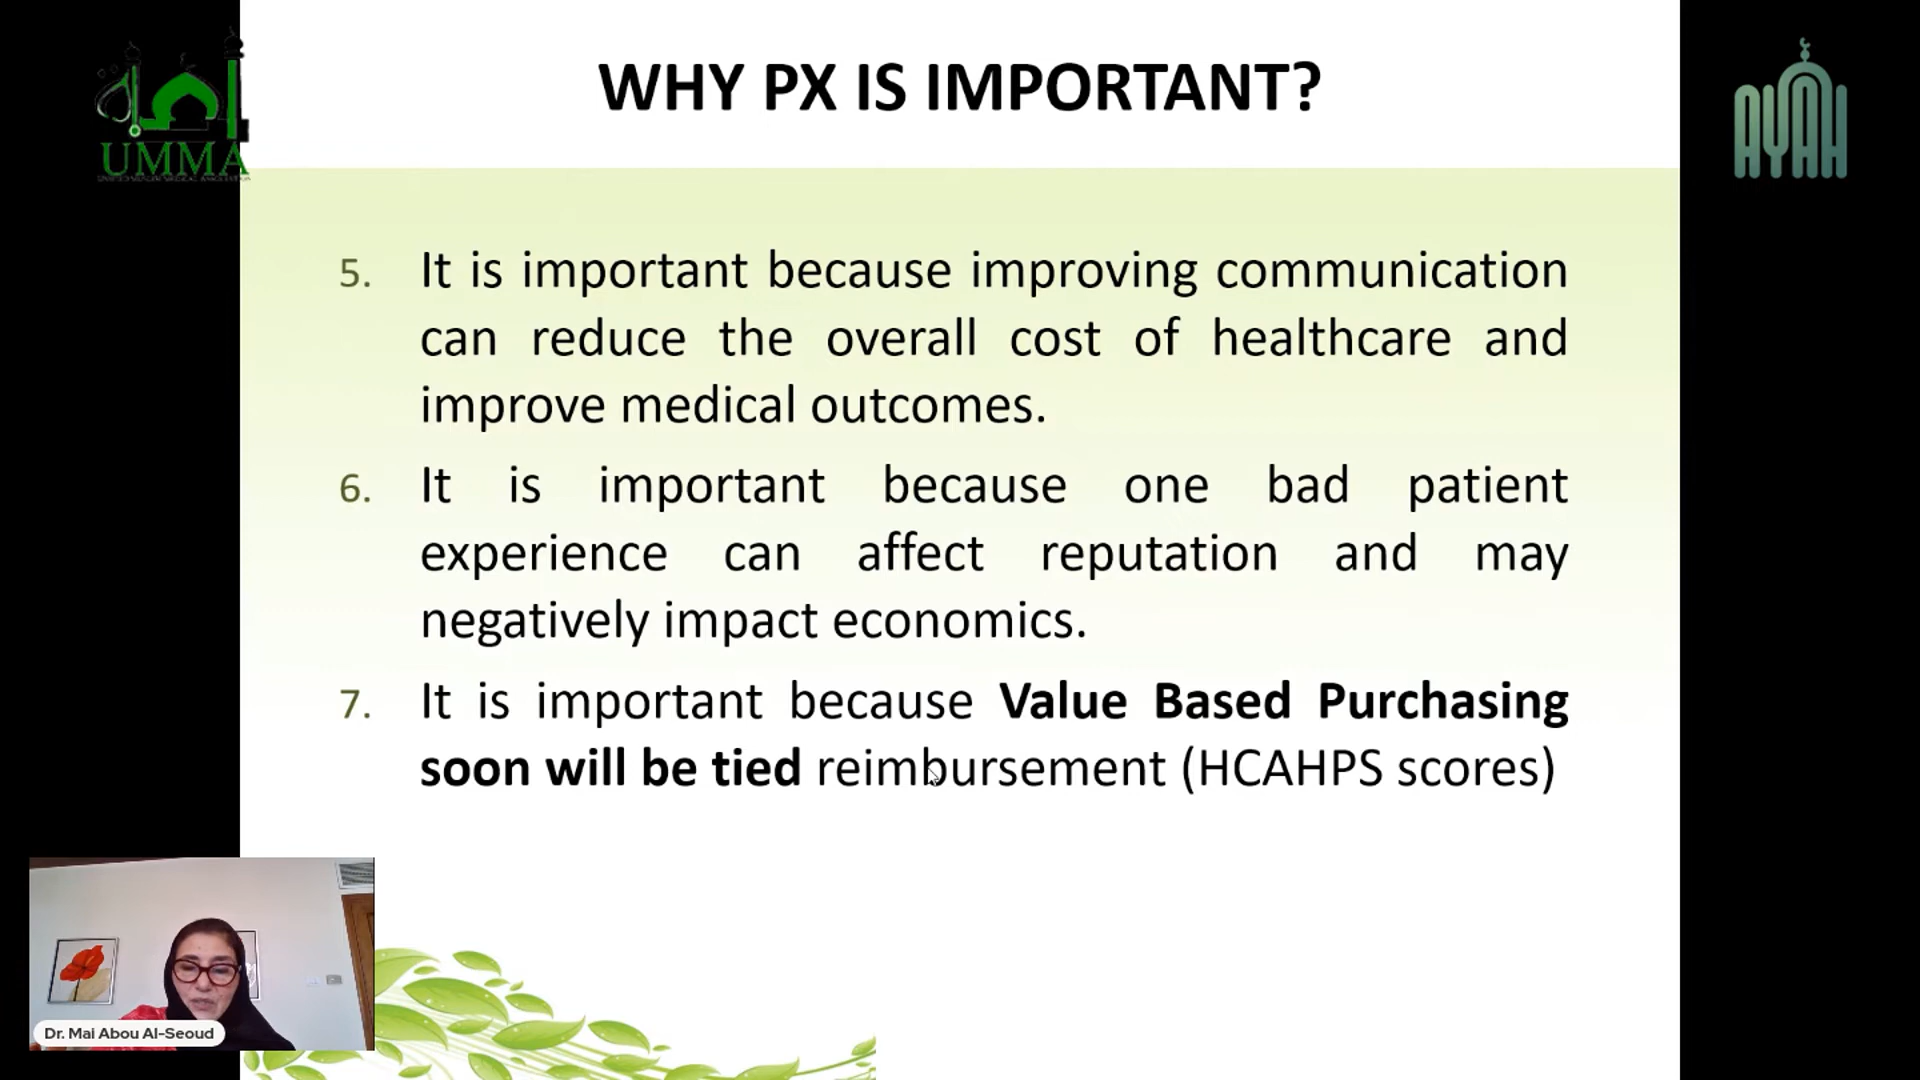 WHY PX IS IMPORTANT?
UMMA
AYAH
5. It is important because improving communication
can reduce the overall cost of healthcare and
improve medical outcomes.
6. It is important because one bad patient
experience can affect reputation and may
negatively impact economics.
7. It is important because Value Based Purchasing
soon will be tied reimbursement (HCAHPS scores)
Dr. Mai Abou Al-Seoud